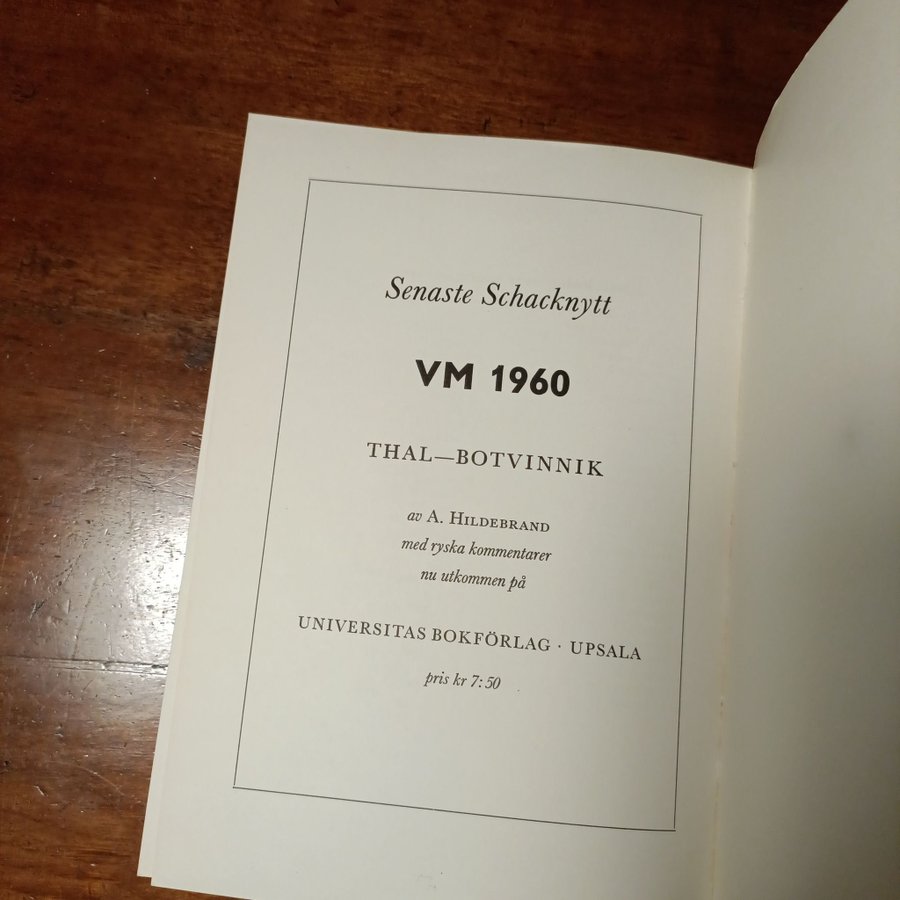 Senaste Schacknytt
VM 1960
THAL—BOTVINNIK
av A. HILDEBRAND
med ryska kommentarer
nu utkommen på
UNIVERSITAS BOKFÖRLAG · UPSALA
pris kr 7:50